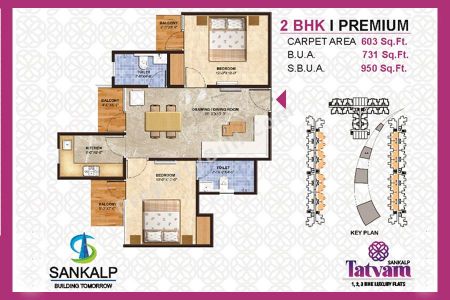 2 BHK I PREMIUM
CARPET AREA 603 Sq.Ft.
B.U.A. 731 Sq.Ft.
S.B.U.A. 950 Sq.Ft.
BALCONY
BEDROOM
TOILET
BALCONY
DRAWING / DINING ROOM
KITCHEN
BEDROOM
TOILET
BALCONY
KEY PLAN
SANKALP
BUILDING TOMORROW
SANKALP
Tatvam
1, 2, 3 BHK LUXURY FLATS